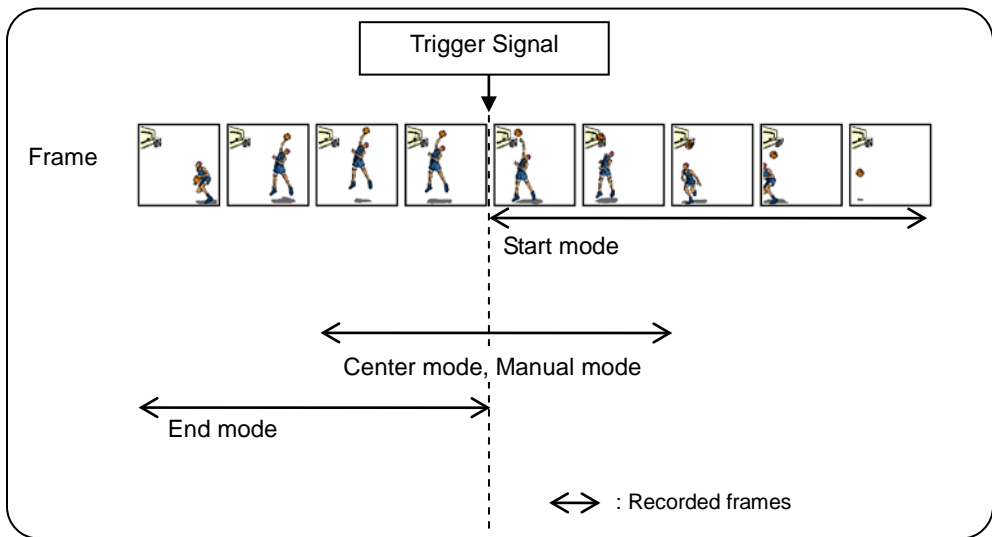 Trigger Signal
Frame
Start mode
Center mode, Manual mode
End mode
: Recorded frames